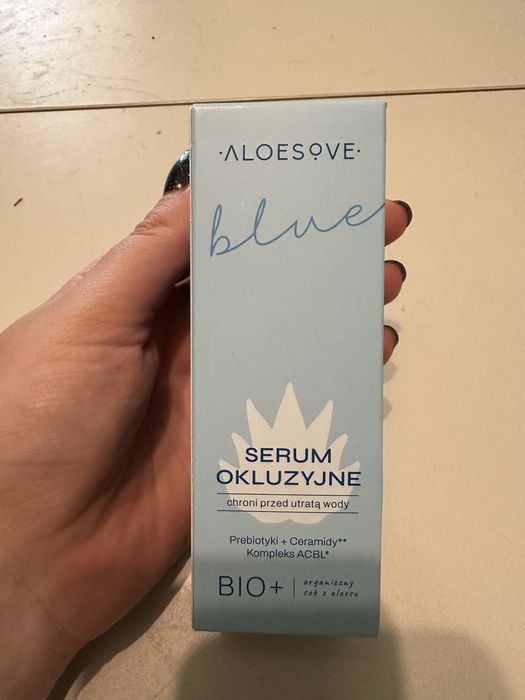 ·ALOESOVE·
blue
SERUM
OKLUZYJNE
chroni przed utratą wody
Prebiotyki + Ceramidy**
Kompleks ACBL*
BIO+ | organiczny
sok z aloesu